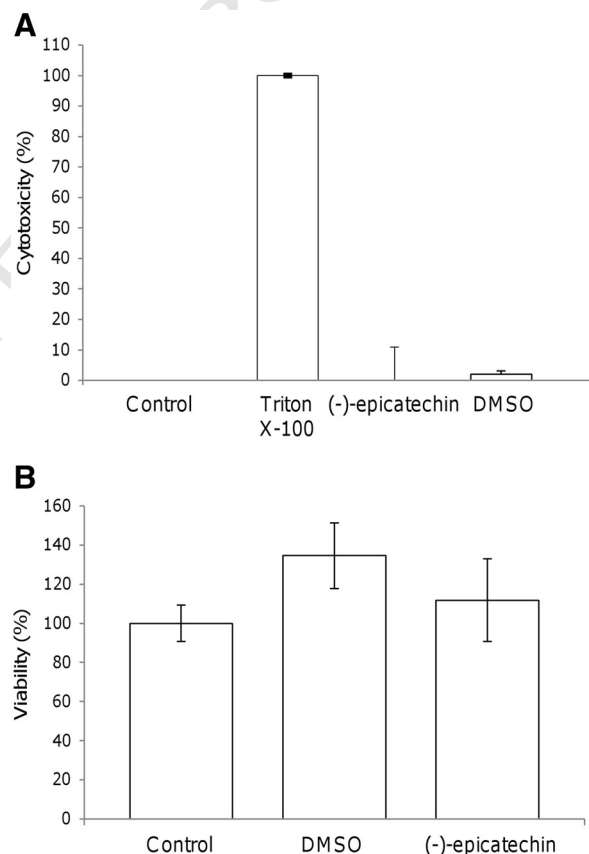 A
110
100
90
80
70
60
50
40
30
20
10
0
Cytotoxicity (%)
Control
Triton X-100
(-)-epicatechin
DMSO
B
160
140
120
100
80
60
40
20
0
Viability (%)
Control
DMSO
(-)-epicatechin